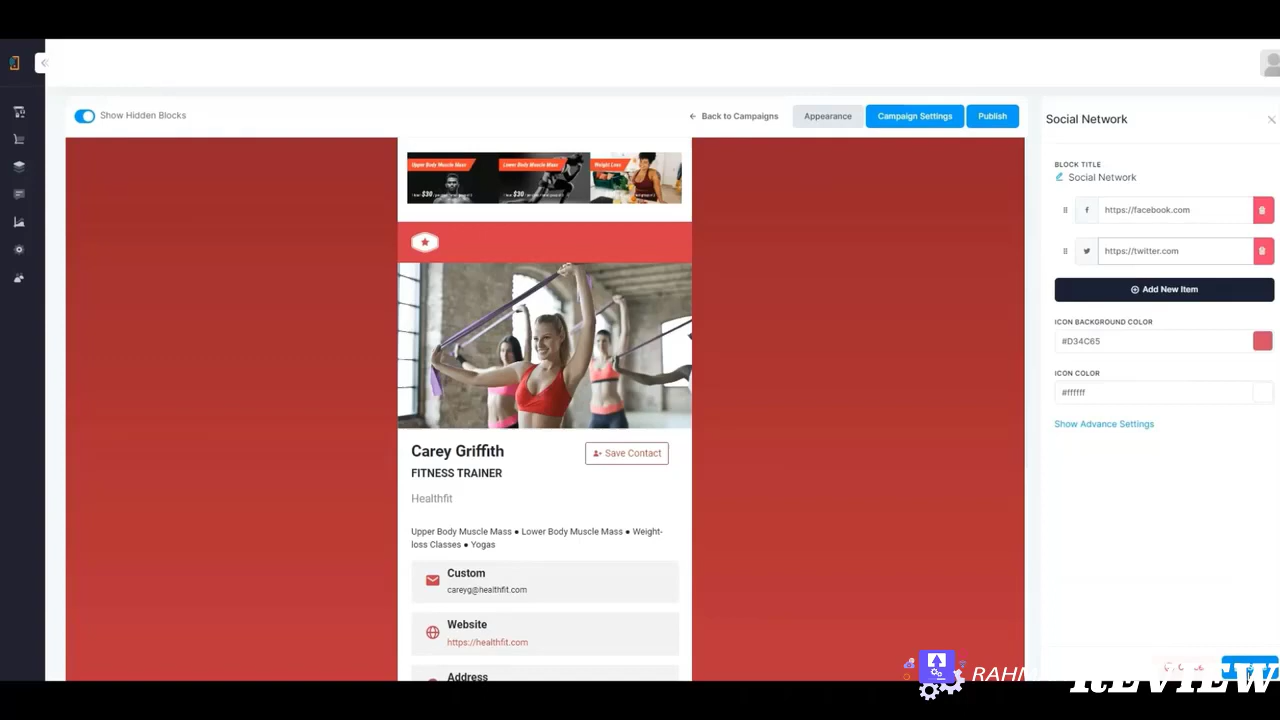 Show Hidden Blocks
Back to Campaigns
Appearance
Campaign Settings
Publish
Upper Body Muscle Mass
Lower Body Muscle Mass
Weight Loss
$30
$30
$30
Carey Griffith
Save Contact
FITNESS TRAINER
Healthfit
Upper Body Muscle Mass ● Lower Body Muscle Mass ● Weight-
loss Classes ● Yogas
Custom
careyg@healthfit.com
Website
https://healthfit.com
Address
Social Network
BLOCK TITLE
Social Network
https://facebook.com
https://twitter.com
Add New Item
ICON BACKGROUND COLOR
#D34C65
ICON COLOR
#ffffff
Show Advance Settings
REVIEW